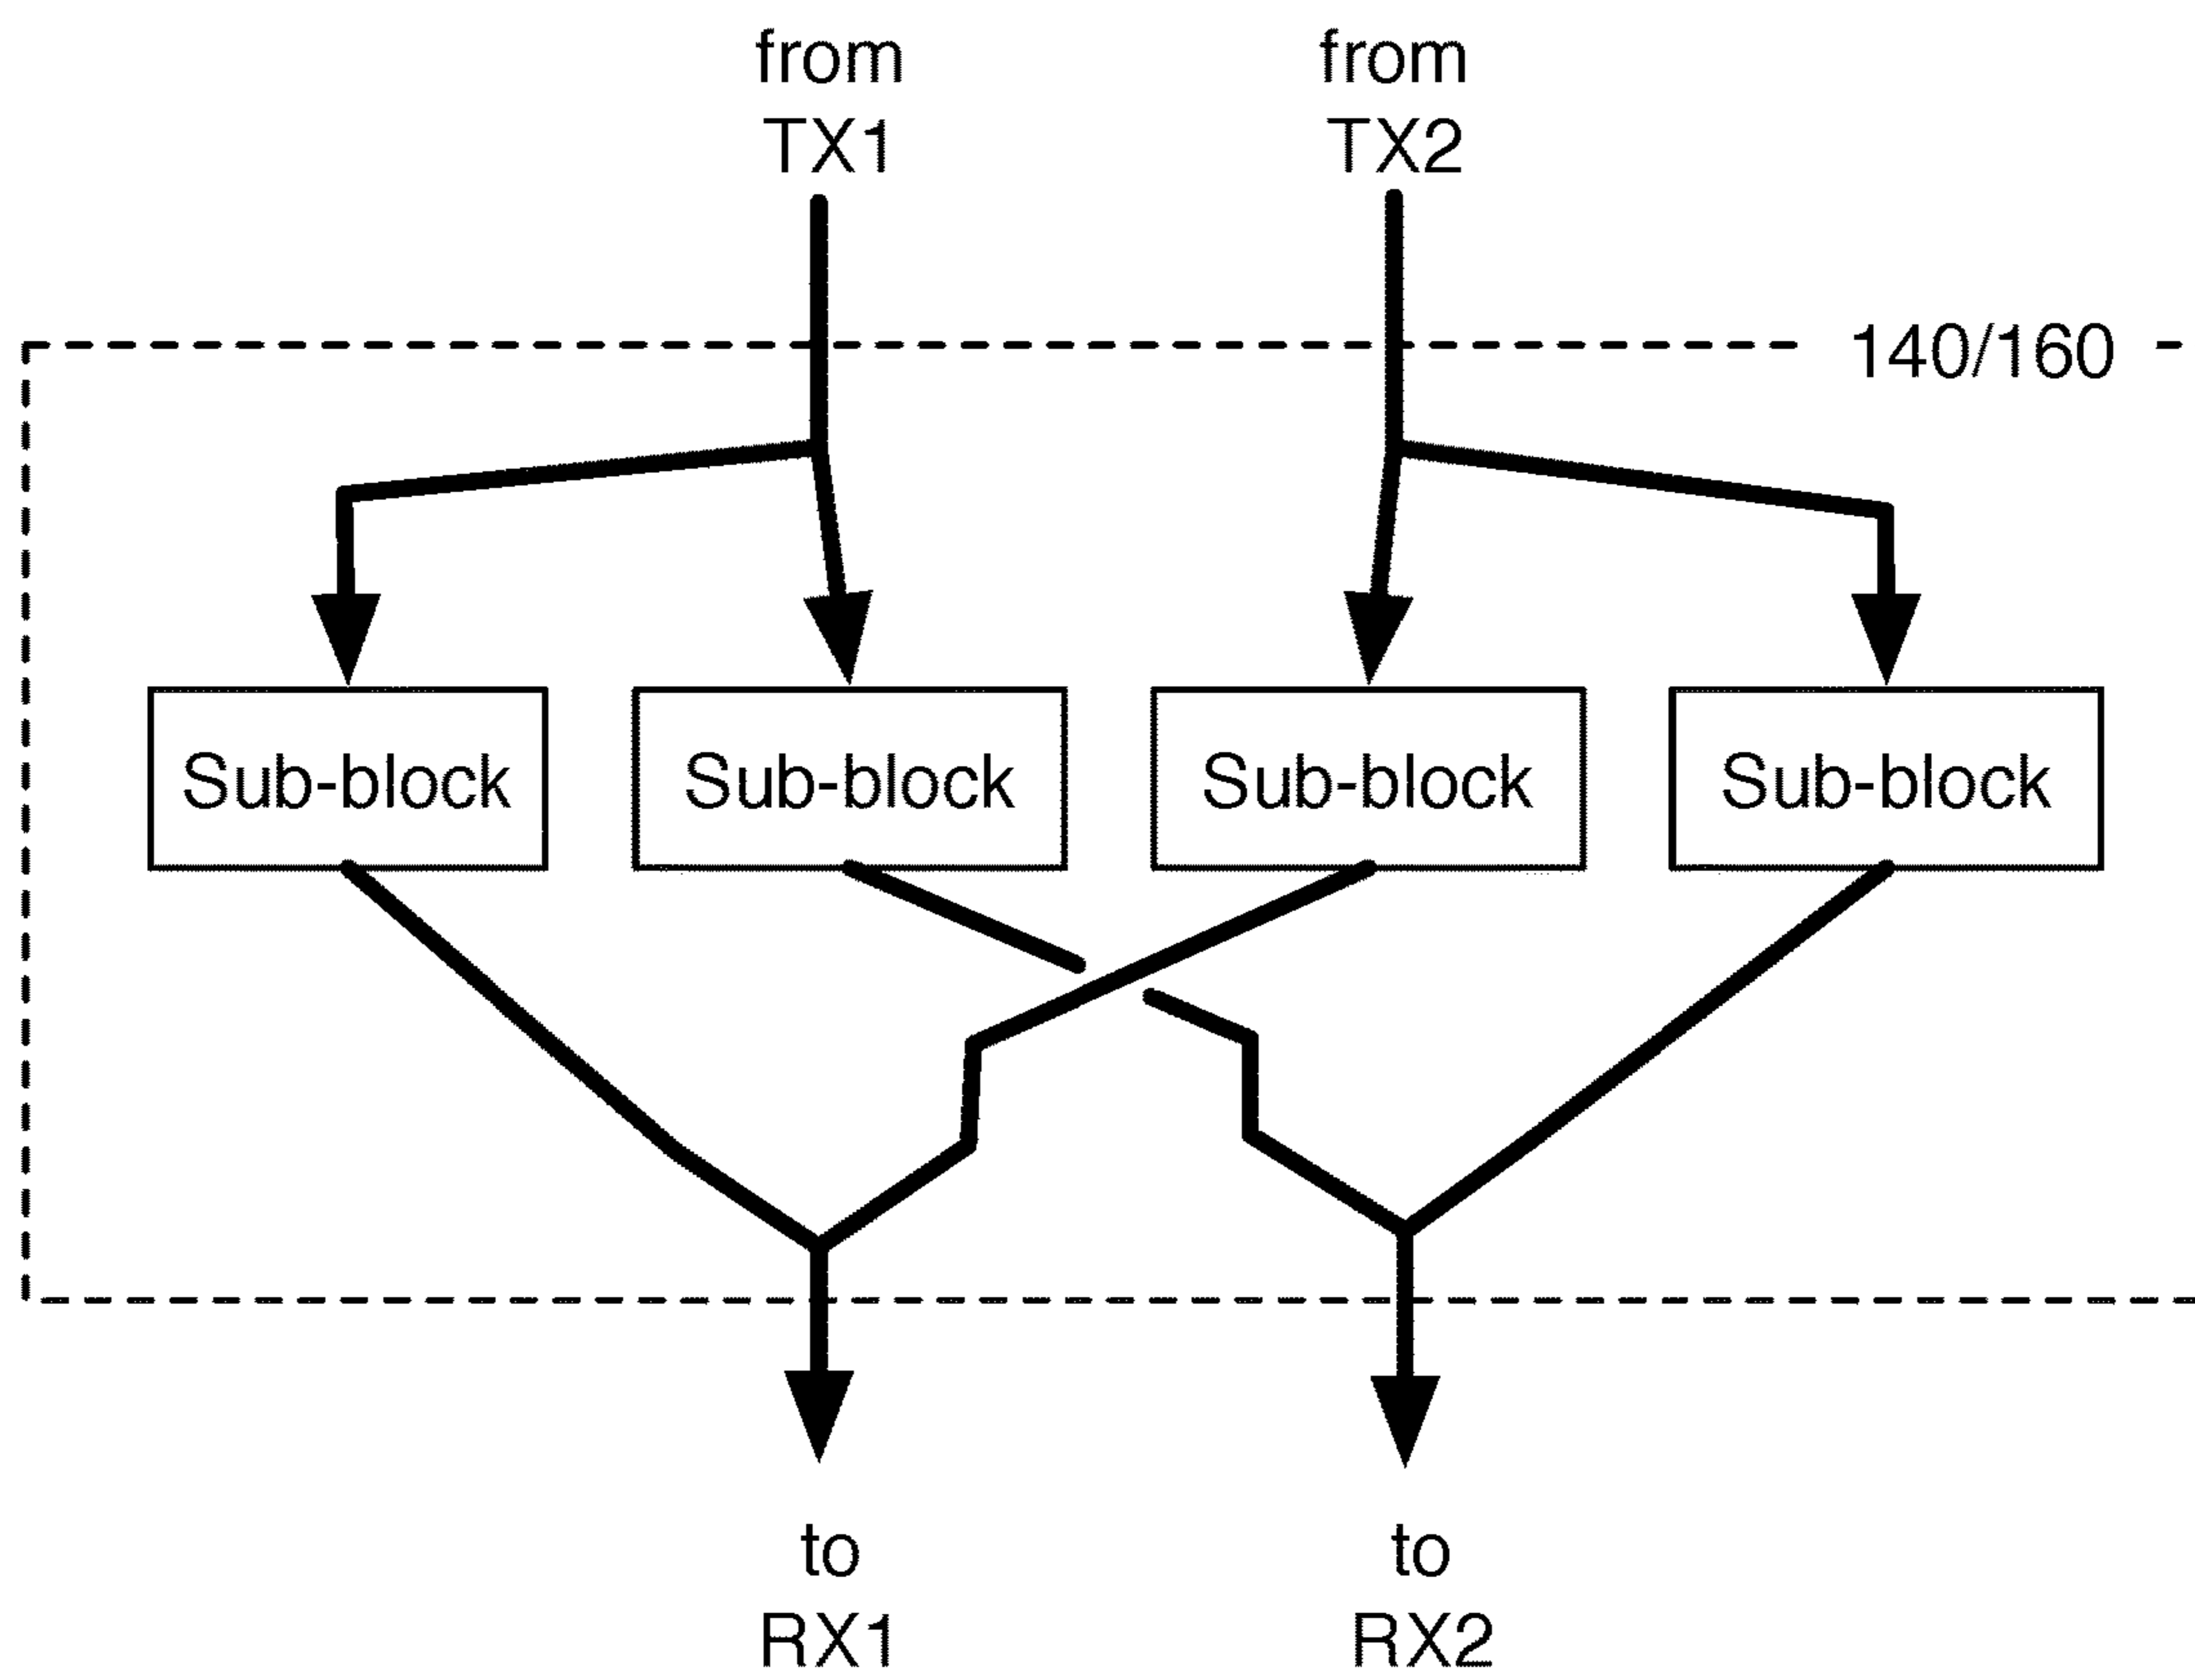 from
TX1
from
TX2
140/160
Sub-block
Sub-block
Sub-block
Sub-block
to
RX1
to
RX2